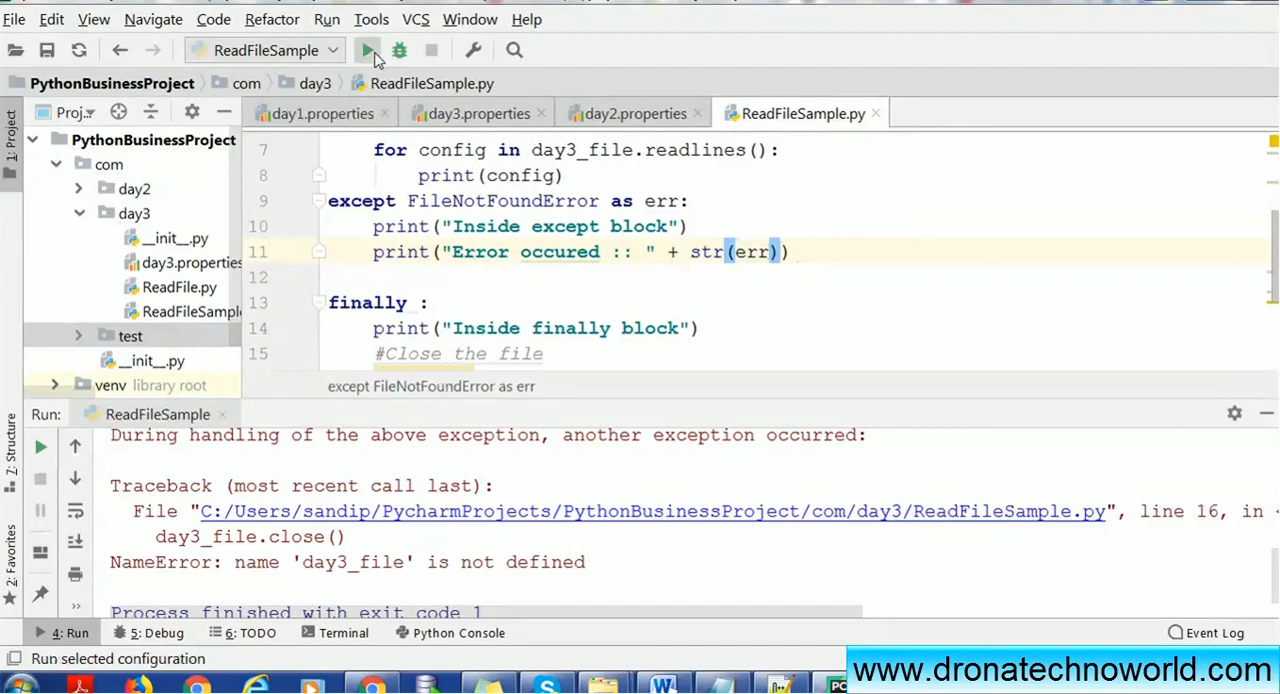 File Edit View Navigate Code Refactor Run Tools VCS Window Help
ReadFileSample
PythonBusinessProject com day3 ReadFileSample.py
1: Project
Proj...
day1.properties
day3.properties
day2.properties
ReadFileSample.py
PythonBusinessProject
com
day2
day3
__init__.py
day3.properties
ReadFile.py
ReadFileSampl
test
__init__.py
venv library root
7 for config in day3_file.readlines():
8 print(config)
9 except FileNotFoundError as err:
10 print("Inside except block")
11 print("Error occured :: " + str(err))
12
13 finally :
14 print("Inside finally block")
15 #Close the file
except FileNotFoundError as err
Run: ReadFileSample
During handling of the above exception, another exception occurred:
Traceback (most recent call last):
File "C:/Users/sandip/PycharmProjects/PythonBusinessProject/com/day3/ReadFileSample.py", line 16, in <
day3_file.close()
NameError: name 'day3_file' is not defined
Process finished with exit code 1
7: Structure
2: Favorites
4: Run 5: Debug 6: TODO Terminal Python Console Event Log
Run selected configuration
www.dronatechnoworld.com
PC